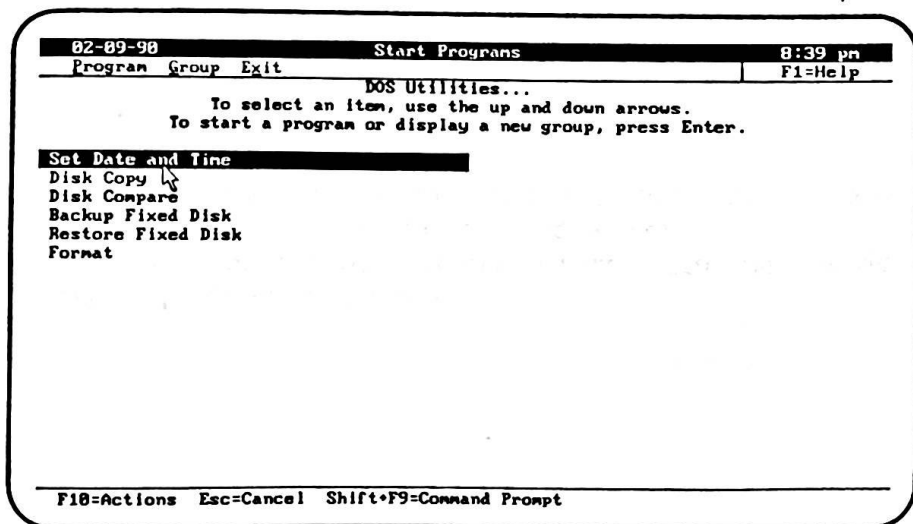 02-09-90 Start Programs 8:39 pm
Program Group Exit F1=Help
DOS Utilities...
To select an item, use the up and down arrows.
To start a program or display a new group, press Enter.
Set Date and Time
Disk Copy
Disk Compare
Backup Fixed Disk
Restore Fixed Disk
Format
F10=Actions Esc=Cancel Shift+F9=Command Prompt